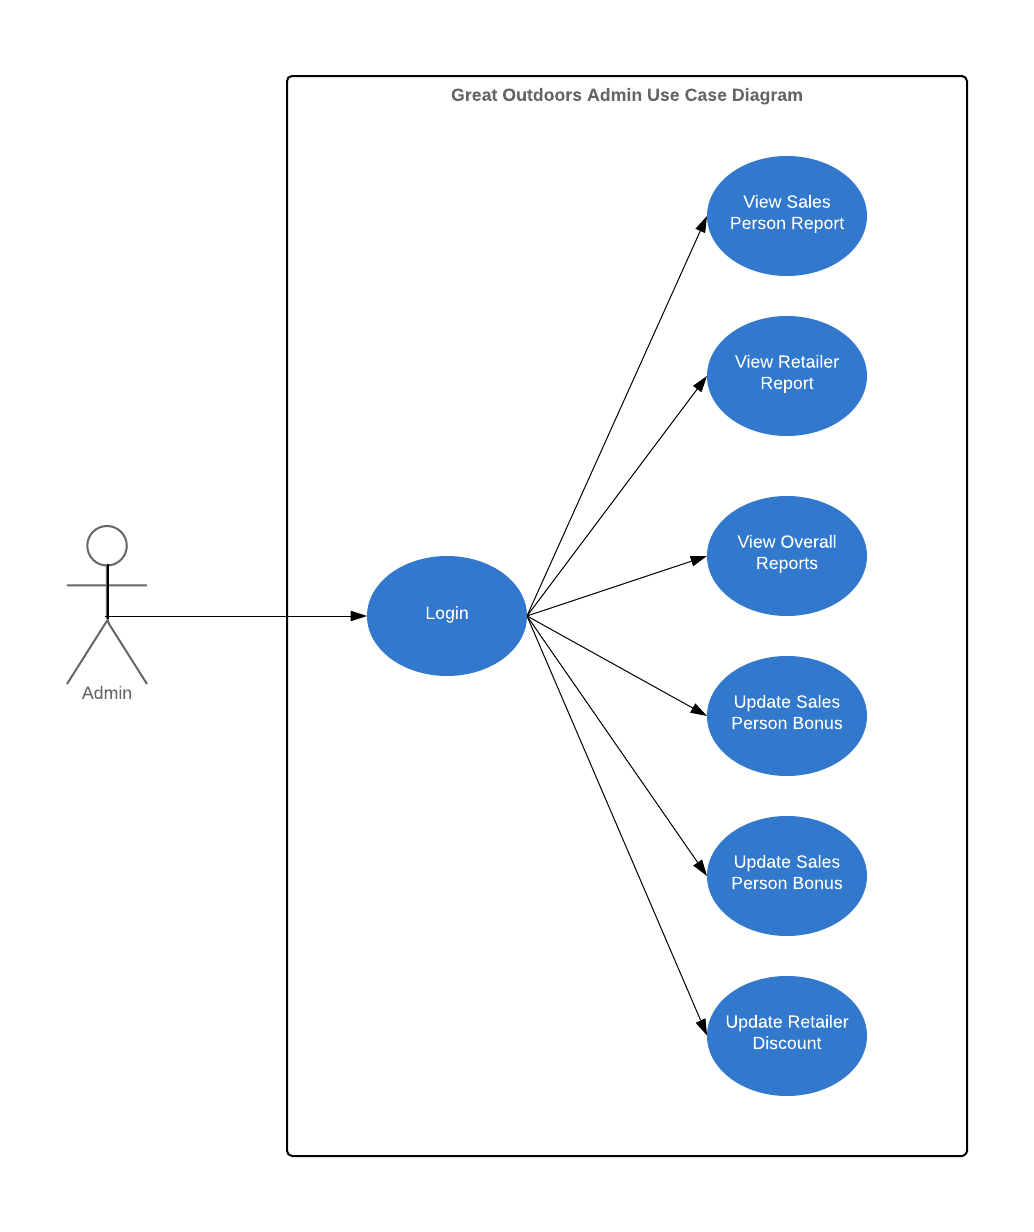 Great Outdoors Admin Use Case Diagram
View Sales
Person Report
View Retailer
Report
View Overall
Reports
Login
Admin
Update Sales
Person Bonus
Update Sales
Person Bonus
Update Retailer
Discount